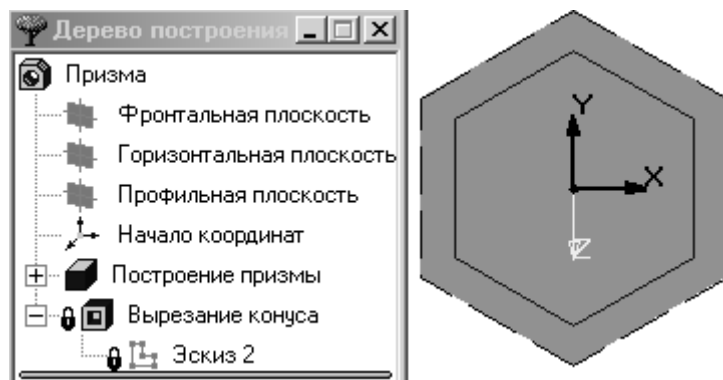 Дерево построения
Призма
Фронтальная плоскость
Горизонтальная плоскость
Профильная плоскость
Начало координат
Построение призмы
Вырезание конуса
Эскиз 2
Y
X
Z